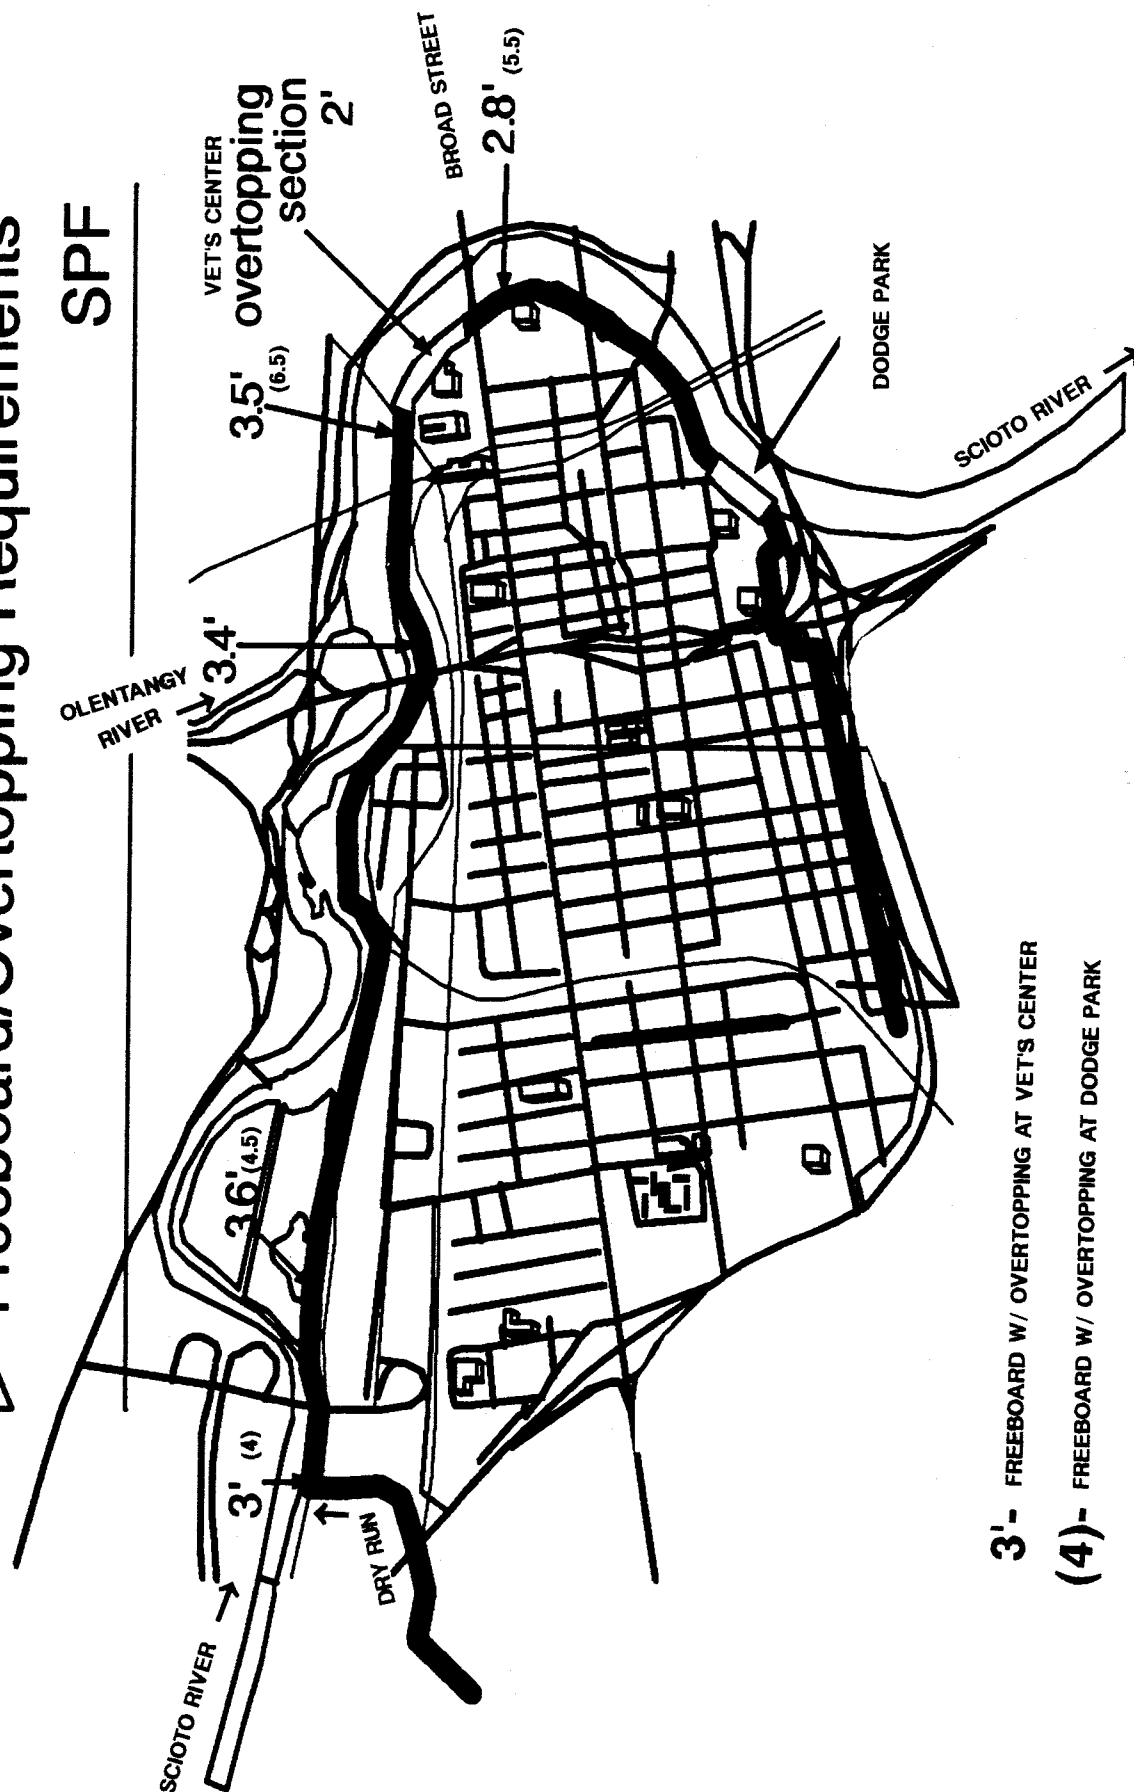 Freeboard/Overtopping Requirements
SPF
VET'S CENTER
overtopping
section
2'
BROAD STREET
2.8' (5.5)
3.5' (6.5)
OLENTANGY
RIVER
3.4'
DODGE PARK
SCIOTO RIVER
3.6' (4.5)
3' (4)
DRY RUN
SCIOTO RIVER
3'- FREEBOARD W/ OVERTOPPING AT VET'S CENTER
(4)- FREEBOARD W/ OVERTOPPING AT DODGE PARK